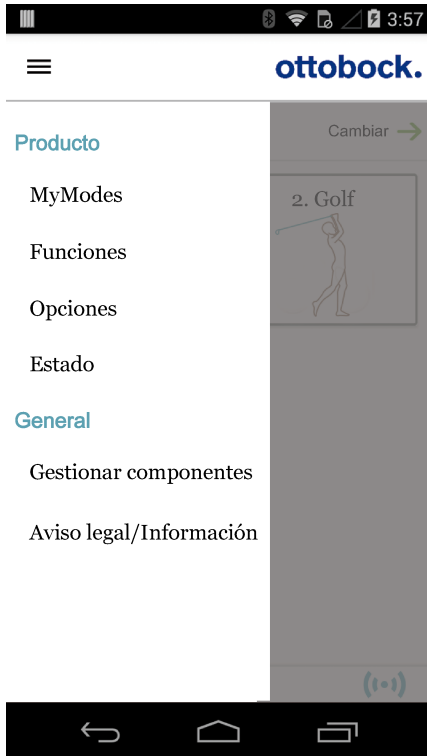 3:57
ottobock.
Cambiar
Producto
MyModes
2. Golf
Funciones
Opciones
Estado
General
Gestionar componentes
Aviso legal/Información